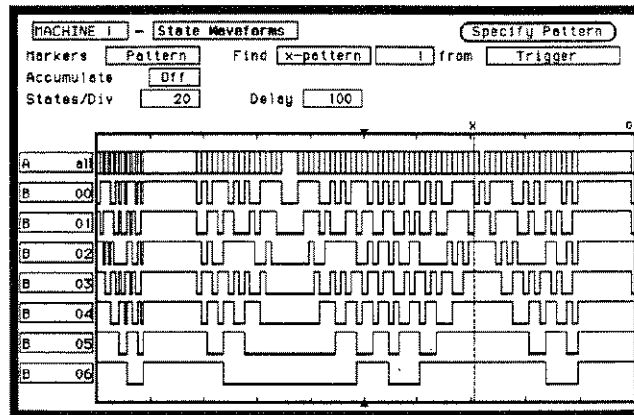 MACHINE 1 - State Waveforms Specify Pattern
Markers Pattern Find x-pattern 1 from Trigger
Accumulate Off
States/Div 20 Delay 100
X O
A all
B 00
B 01
B 02
B 03
B 04
B 05
B 06